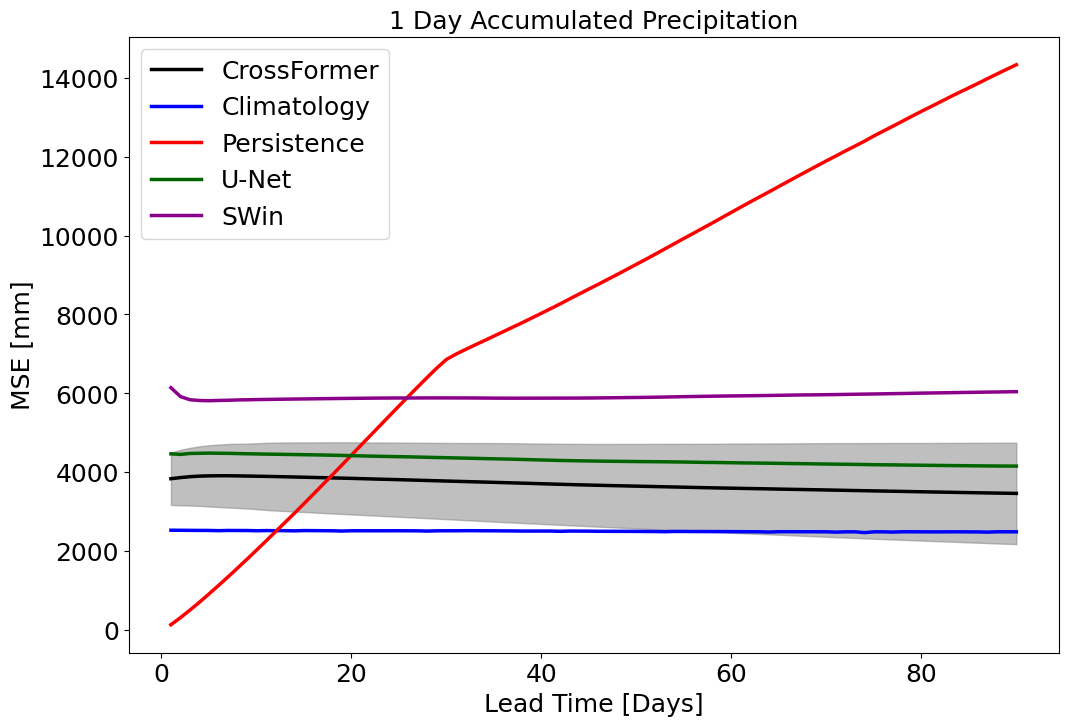 1 Day Accumulated Precipitation
CrossFormer
Climatology
Persistence
U-Net
SWin
MSE [mm]
14000
12000
10000
8000
6000
4000
2000
0
0 20 40 60 80
Lead Time [Days]